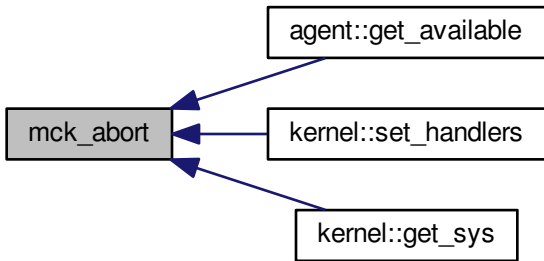 agent::get_available
mck_abort
kernel::set_handlers
kernel::get_sys